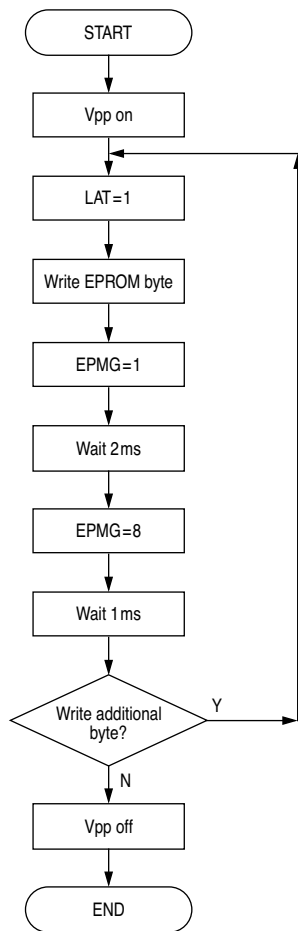 START
Vpp on
LAT=1
Write EPROM byte
EPMG=1
Wait 2ms
EPMG=8
Wait 1ms
Write additional
byte?
Y
N
Vpp off
END